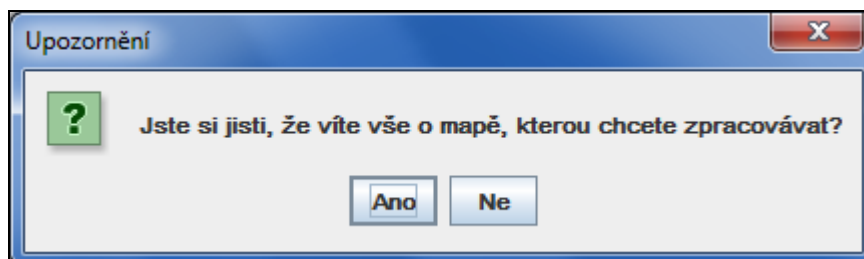 Upozornění
x
?
Jste si jisti, že víte vše o mapě, kterou chcete zpracovávat?
Ano Ne